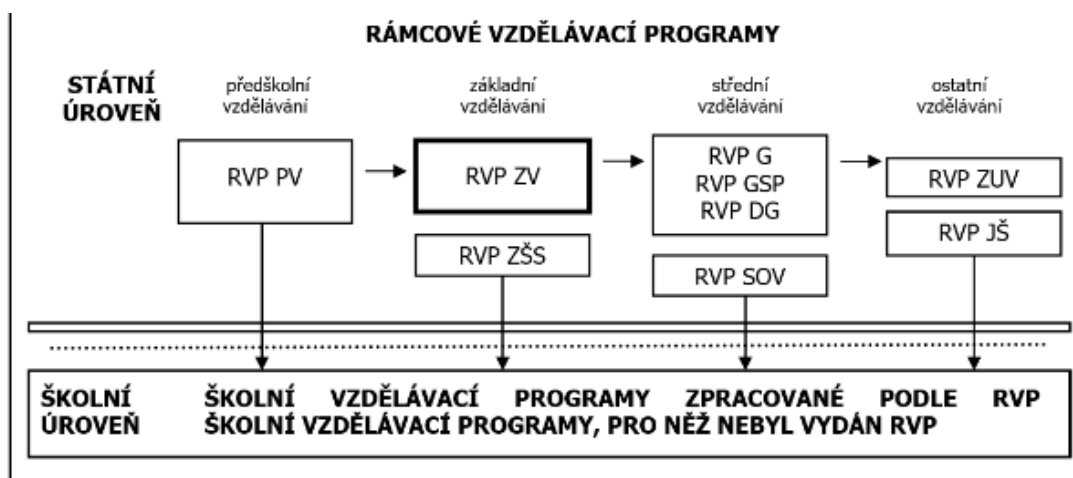 RÁMCOVÉ VZDĚLÁVACÍ PROGRAMY
STÁTNÍ
ÚROVEŇ
předškolní
vzdělávání
základní
vzdělávání
střední
vzdělávání
ostatní
vzdělávání
RVP PV
RVP ZV
RVP G
RVP GSP
RVP DG
RVP ZUV
RVP ZŠS
RVP SOV
RVP JŠ
ŠKOLNÍ ŠKOLNÍ VZDĚLÁVACÍ PROGRAMY ZPRACOVANÉ PODLE RVP
ÚROVEŇ ŠKOLNÍ VZDĚLÁVACÍ PROGRAMY, PRO NĚŽ NEBYL VYDÁN RVP